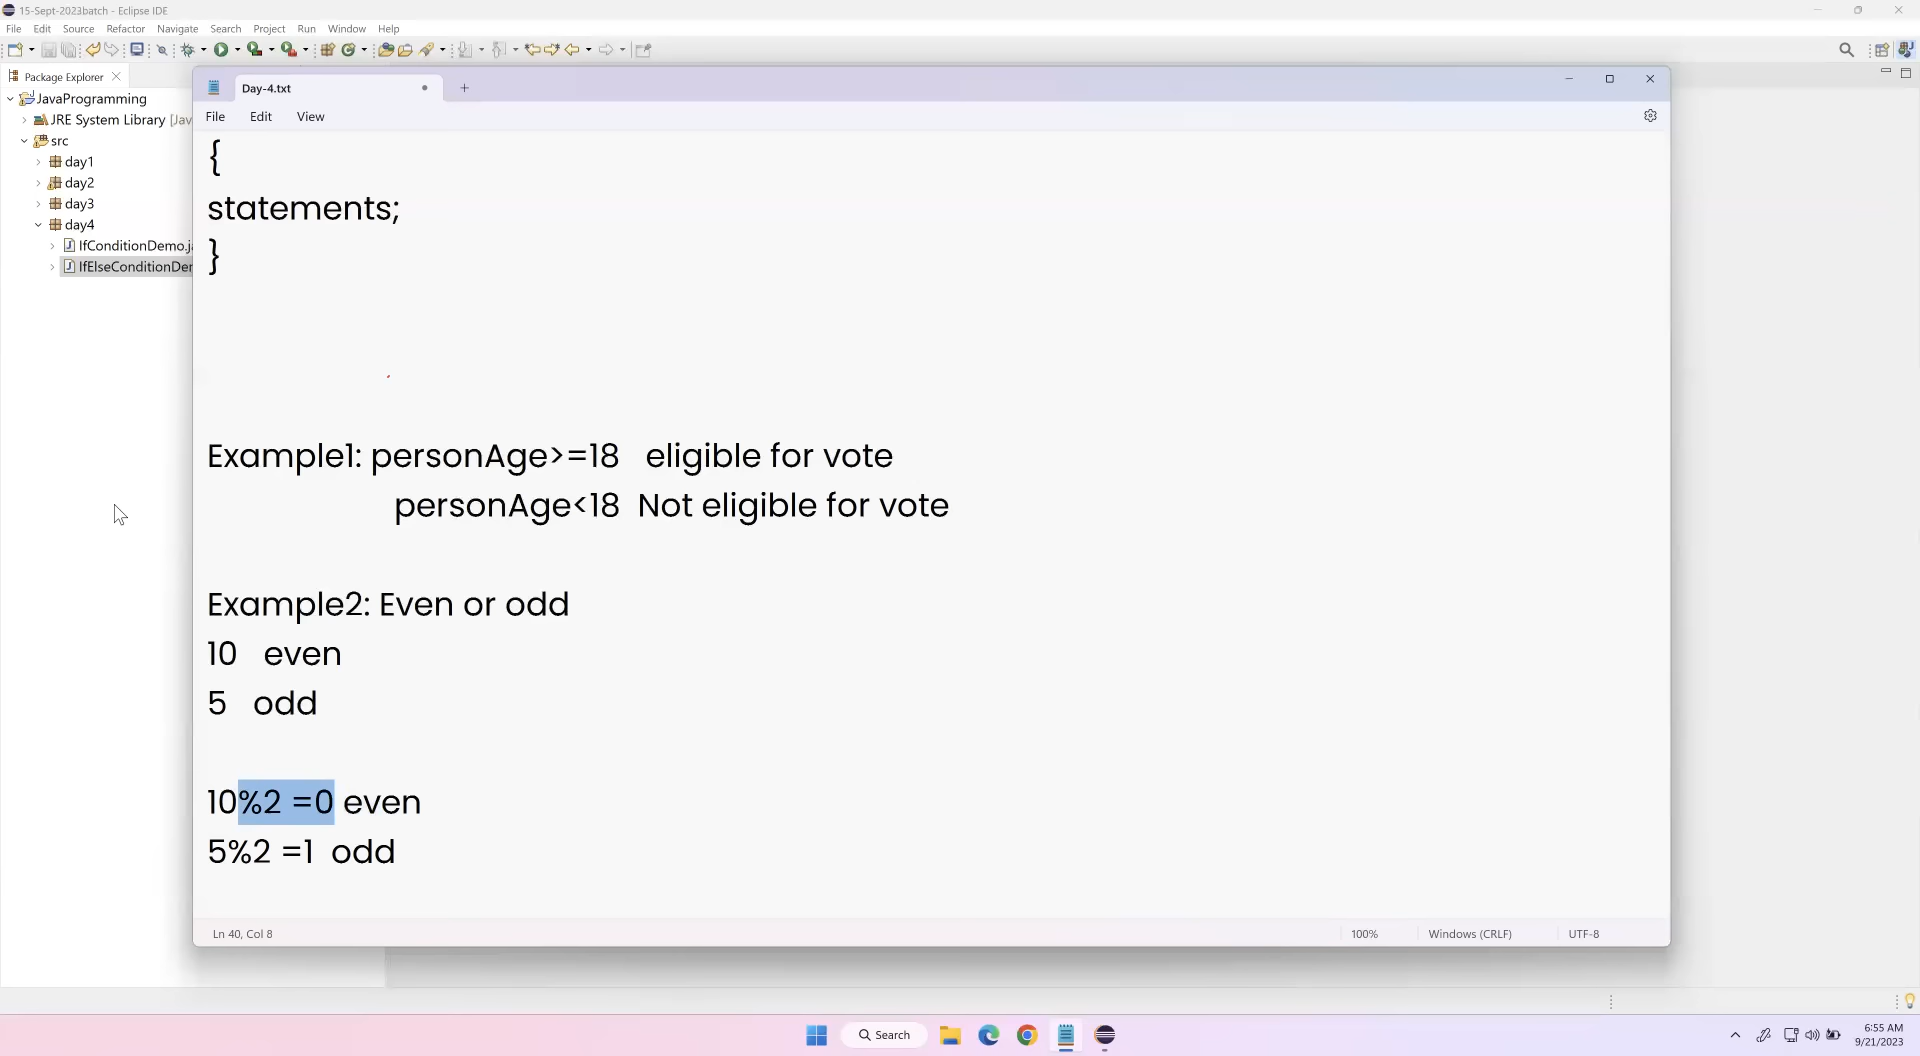 15-Sept-2023batch - Eclipse IDE
File Edit Source Refactor Navigate Search Project Run Window Help
Package Explorer
JavaProgramming
JRE System Library [Jav
src
day1
day2
day3
day4
IfConditionDemo.j
IfElseConditionDe
Day-4.txt
File Edit View
{
statements;
}
Example1: personAge>=18 eligible for vote
personAge<18 Not eligible for vote
Example2: Even or odd
10 even
5 odd
10%2 =0 even
5%2 =1 odd
Ln 40, Col 8
100%
Windows (CRLF)
UTF-8
Search
6:55 AM
9/21/2023